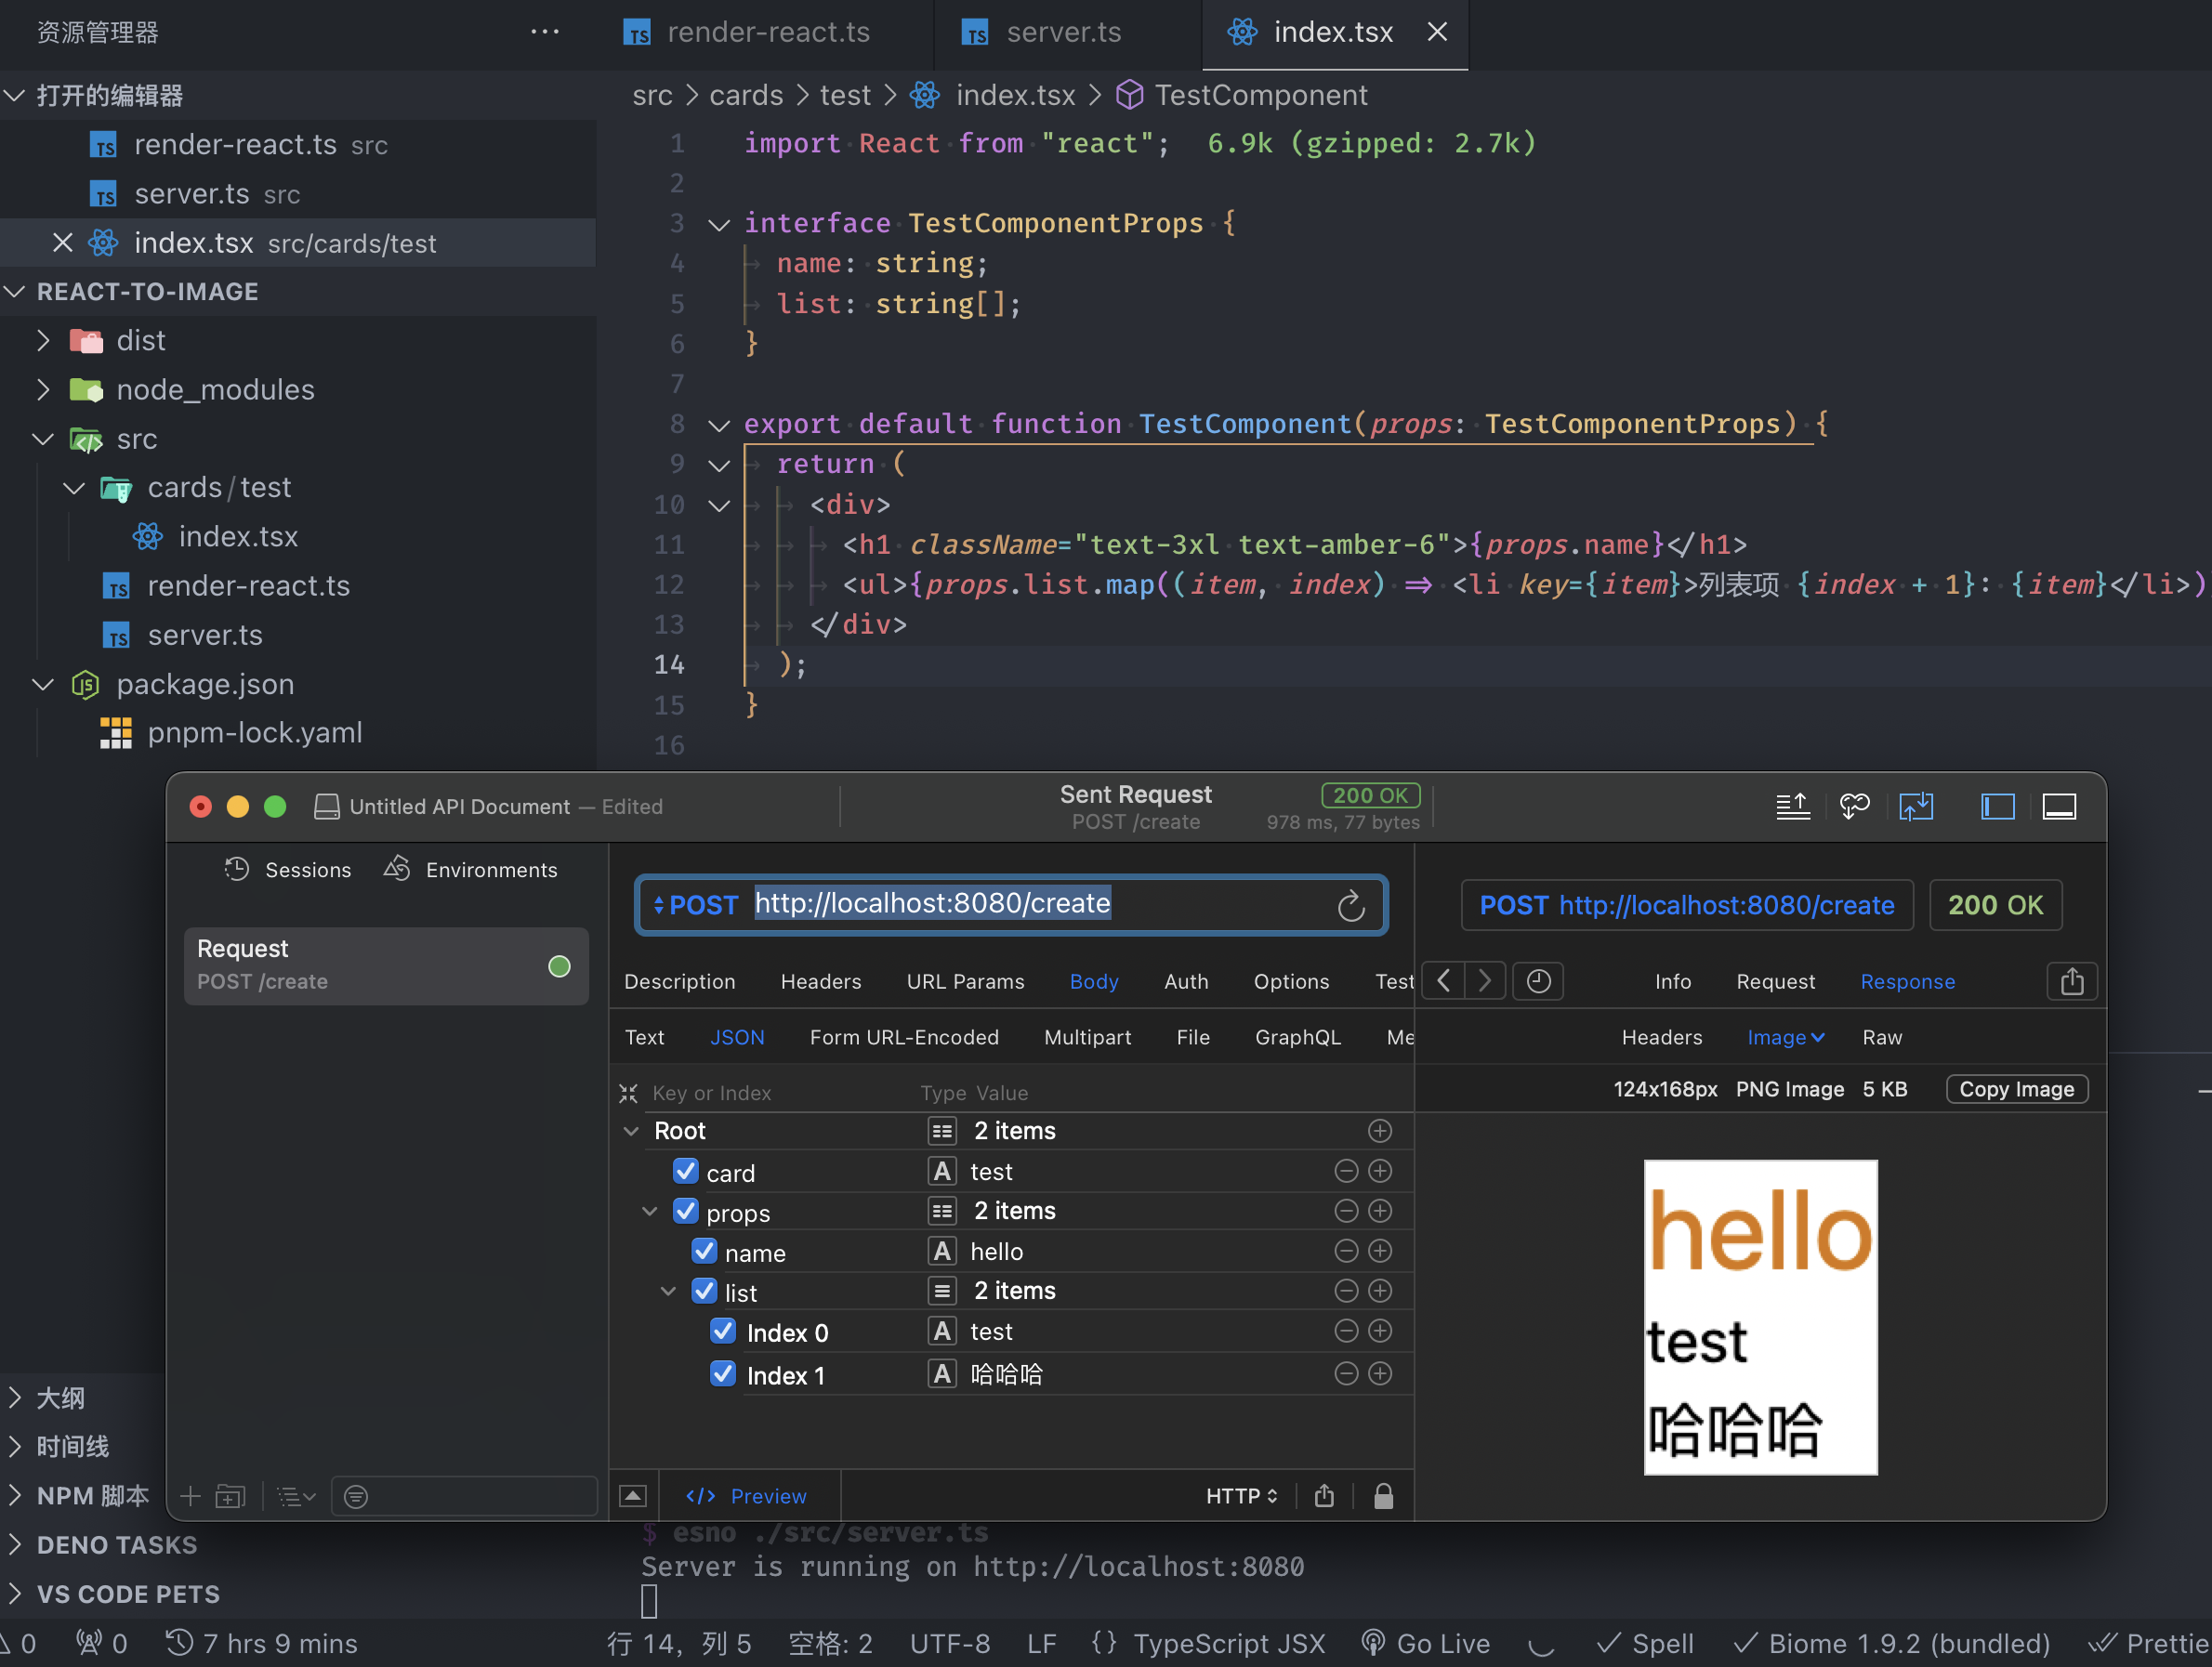 资源管理器
···
render-react.ts
server.ts
index.tsx
打开的编辑器
render-react.ts src
server.ts src
index.tsx src/cards/test
REACT-TO-IMAGE
dist
node_modules
src
cards/test
index.tsx
render-react.ts
server.ts
package.json
pnpm-lock.yaml
大纲
时间线
NPM 脚本
DENO TASKS
VS CODE PETS
src > cards > test > index.tsx > TestComponent
1 import React from "react"; 6.9k (gzipped: 2.7k)
2
3 interface TestComponentProps {
4 name: string;
5 list: string[];
6 }
7
8 export default function TestComponent(props: TestComponentProps) {
9 return (
10 <div>
11 <h1 className="text-3xl text-amber-6">{props.name}</h1>
12 <ul>{props.list.map((item, index) => <li key={item}>列表项 {index + 1}: {item}</li>)
13 </div>
14 );
15 }
16
Untitled API Document — Edited
Sent Request
POST /create
200 OK
978 ms, 77 bytes
Sessions
Environments
Request
POST /create
POST http://localhost:8080/create
Description Headers URL Params Body Auth Options Test
Text JSON Form URL-Encoded Multipart File GraphQL Me
Key or Index Type Value
Root 2 items
card A test
props 2 items
name A hello
list 2 items
Index 0 A test
Index 1 A 哈哈哈
</> Preview
HTTP
POST http://localhost:8080/create 200 OK
Info Request Response
Headers Image Raw
124x168px PNG Image 5 KB Copy Image
hello
test
哈哈哈
$ esno ./src/server.ts
Server is running on http://localhost:8080
0 0 7 hrs 9 mins 行 14, 列 5 空格: 2 UTF-8 LF {} TypeScript JSX Go Live Spell Biome 1.9.2 (bundled) Prettie